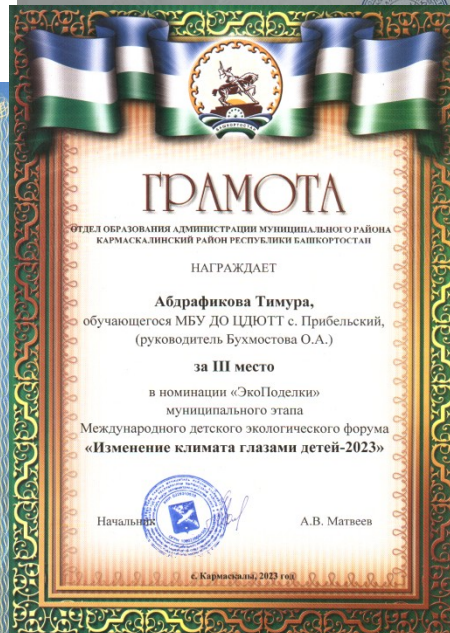 ГРАМОТА
ОТДЕЛ ОБРАЗОВАНИЯ АДМИНИСТРАЦИИ МУНИЦИПАЛЬНОГО РАЙОНА
КАРМАСКАЛИНСКИЙ РАЙОН РЕСПУБЛИКИ БАШКОРТОСТАН
НАГРАЖДАЕТ
Абдрафикова Тимура,
обучающегося МБУ ДО ЦДЮТТ с. Прибельский,
(руководитель Бухмостова О.А.)
за III место
в номинации «ЭкоПоделки»
муниципального этапа
Международного детского экологического форума
«Изменение климата глазами детей-2023»
Начальник А.В. Матвеев
с. Кармаскалы, 2023 год